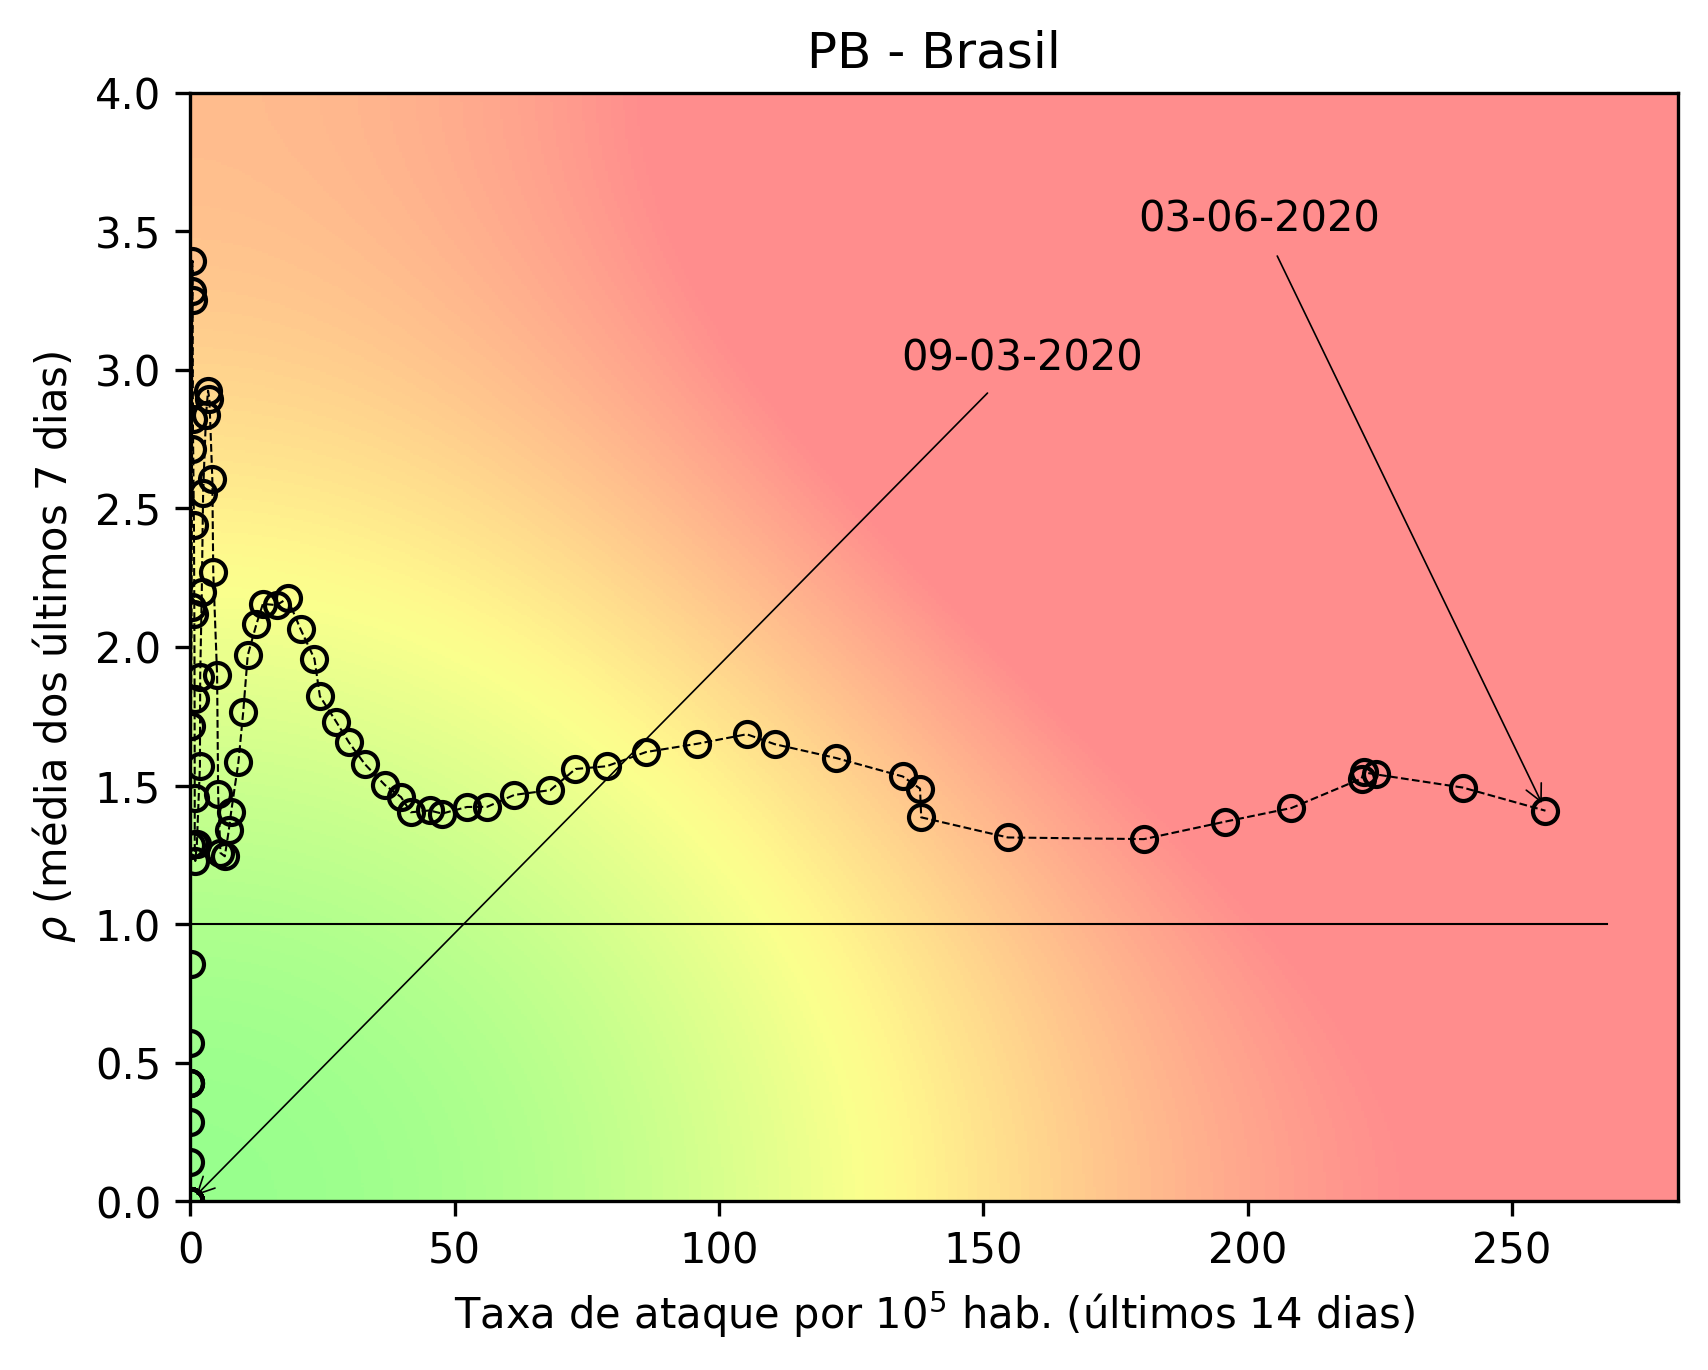 PB - Brasil
4.0
3.5
3.0
2.5
2.0
1.5
1.0
0.5
0.0
ρ (média dos últimos 7 dias)
03-06-2020
09-03-2020
0 50 100 150 200 250
Taxa de ataque por 10⁵ hab. (últimos 14 dias)